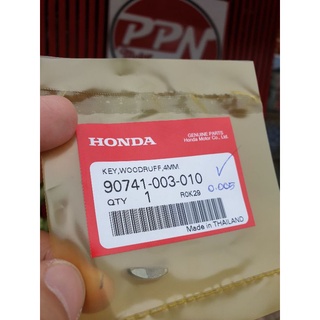 PPN
GENUINE PARTS
Honda Motor Co., Ltd.
HONDA
KEY,WOODRUFF,4MM
90741-003-010
QTY 1 R0K29
Made in THAILAND